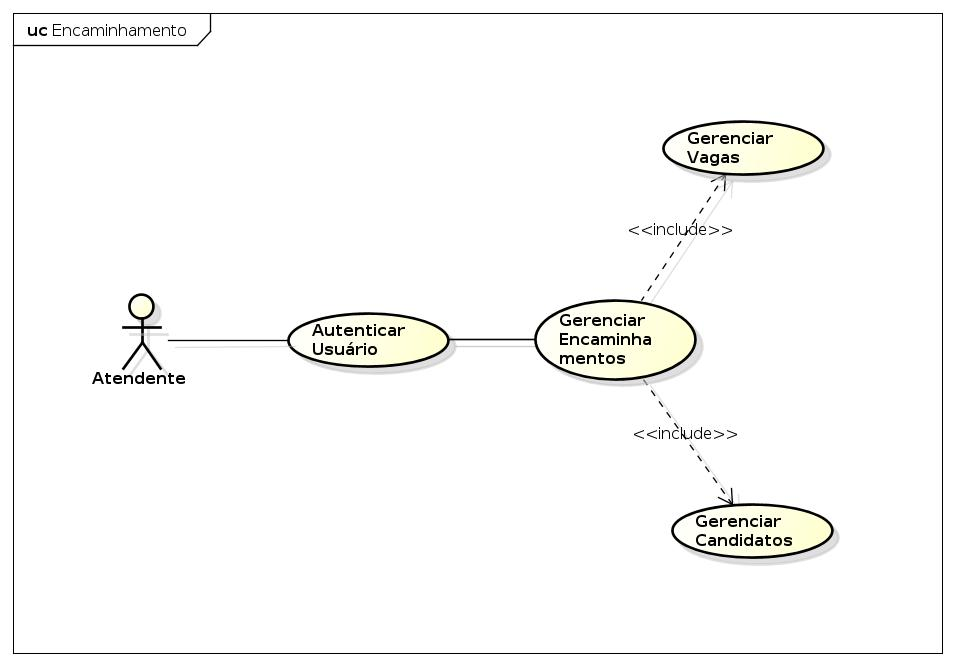 uc Encaminhamento
Gerenciar
Vagas
<<include>>
Atendente
Autenticar
Usuário
Gerenciar
Encaminha
mentos
<<include>>
Gerenciar
Candidatos